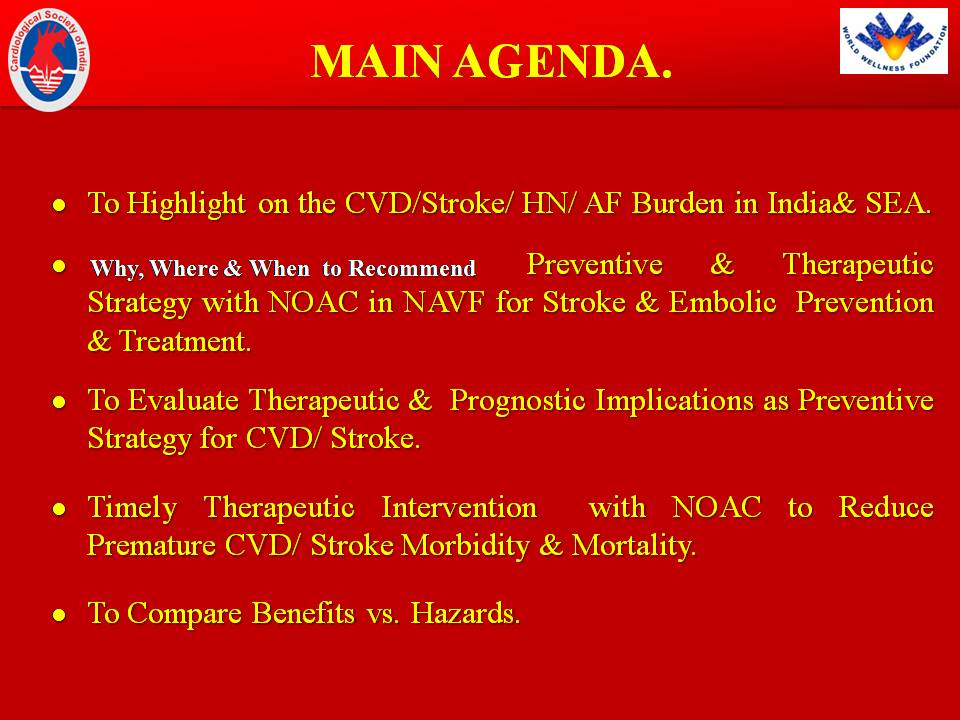 Cardiological Society of India
WORLD WELLNESS FOUNDATION
MAIN AGENDA.
• To Highlight on the CVD/Stroke/ HN/ AF Burden in India& SEA.
• Why, Where & When to Recommend Preventive & Therapeutic
Strategy with NOAC in NAVF for Stroke & Embolic Prevention
& Treatment.
• To Evaluate Therapeutic & Prognostic Implications as Preventive
Strategy for CVD/ Stroke.
• Timely Therapeutic Intervention with NOAC to Reduce
Premature CVD/ Stroke Morbidity & Mortality.
• To Compare Benefits vs. Hazards.